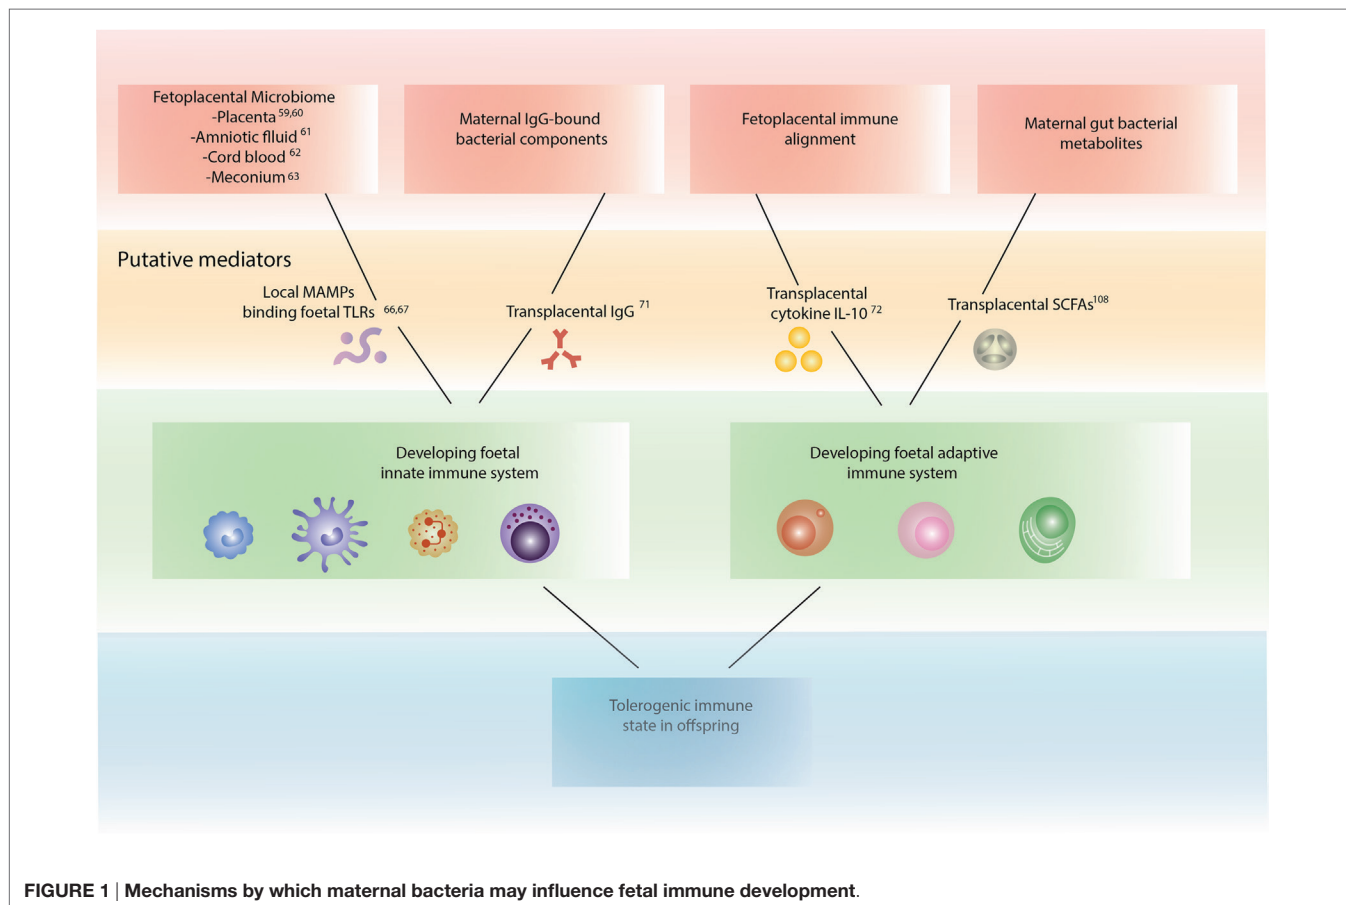 Fetoplacental Microbiome
-Placenta 59,60
-Amniotic flluid 61
-Cord blood 62
-Meconium 63
Maternal IgG-bound
bacterial components
Fetoplacental immune
alignment
Maternal gut bacterial
metabolites
Putative mediators
Local MAMPs
binding foetal TLRs 66,67
Transplacental IgG 71
Transplacental
cytokine IL-10 72
Transplacental SCFAs108
Developing foetal
innate immune system
Developing foetal adaptive
immune system
Tolerogenic immune
state in offspring
FIGURE 1 | Mechanisms by which maternal bacteria may influence fetal immune development.